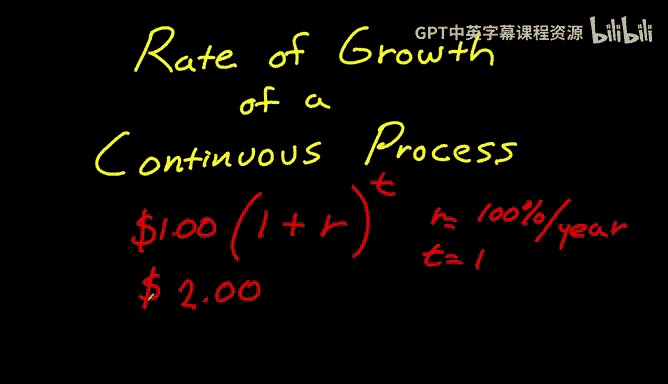 GPT中英字幕课程资源 bilibili
Rate of Growth
of a
Continuous Process
$1.00 (1 + r)^t r= 100%/year
t= 1
$ 2.00